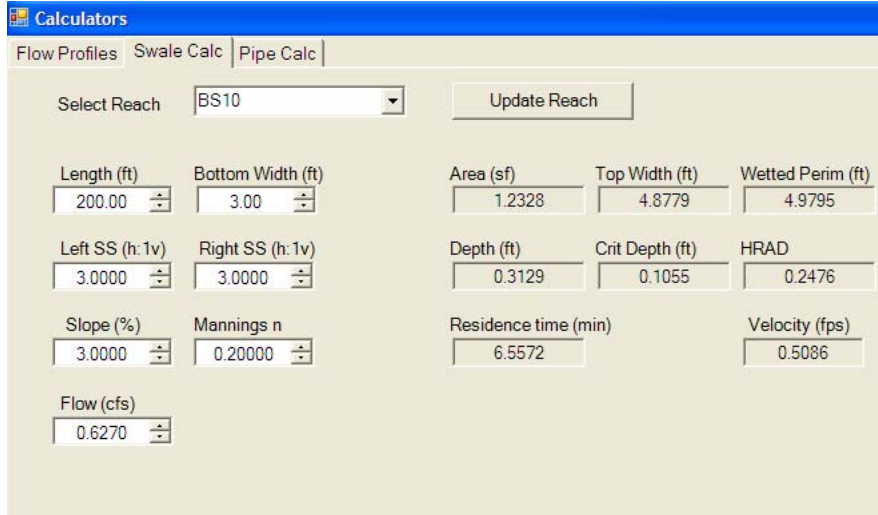 Calculators
Flow Profiles Swale Calc Pipe Calc
Select Reach BS10 Update Reach
Length (ft) Bottom Width (ft) Area (sf) Top Width (ft) Wetted Perim (ft)
200.00 3.00 1.2328 4.8779 4.9795
Left SS (h:1v) Right SS (h:1v) Depth (ft) Crit Depth (ft) HRAD
3.0000 3.0000 0.3129 0.1055 0.2476
Slope (%) Mannings n Residence time (min) Velocity (fps)
3.0000 0.20000 6.5572 0.5086
Flow (cfs)
0.6270